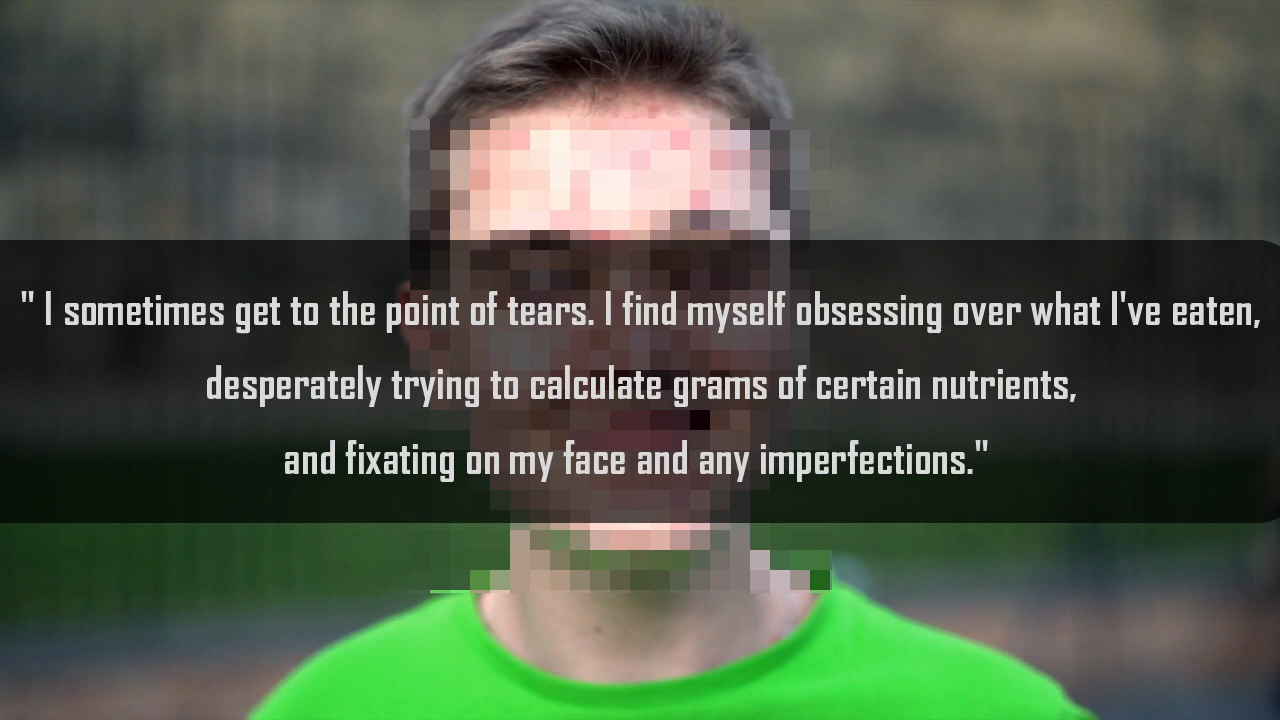 " I sometimes get to the point of tears. I find myself obsessing over what I've eaten,
desperately trying to calculate grams of certain nutrients,
and fixating on my face and any imperfections."